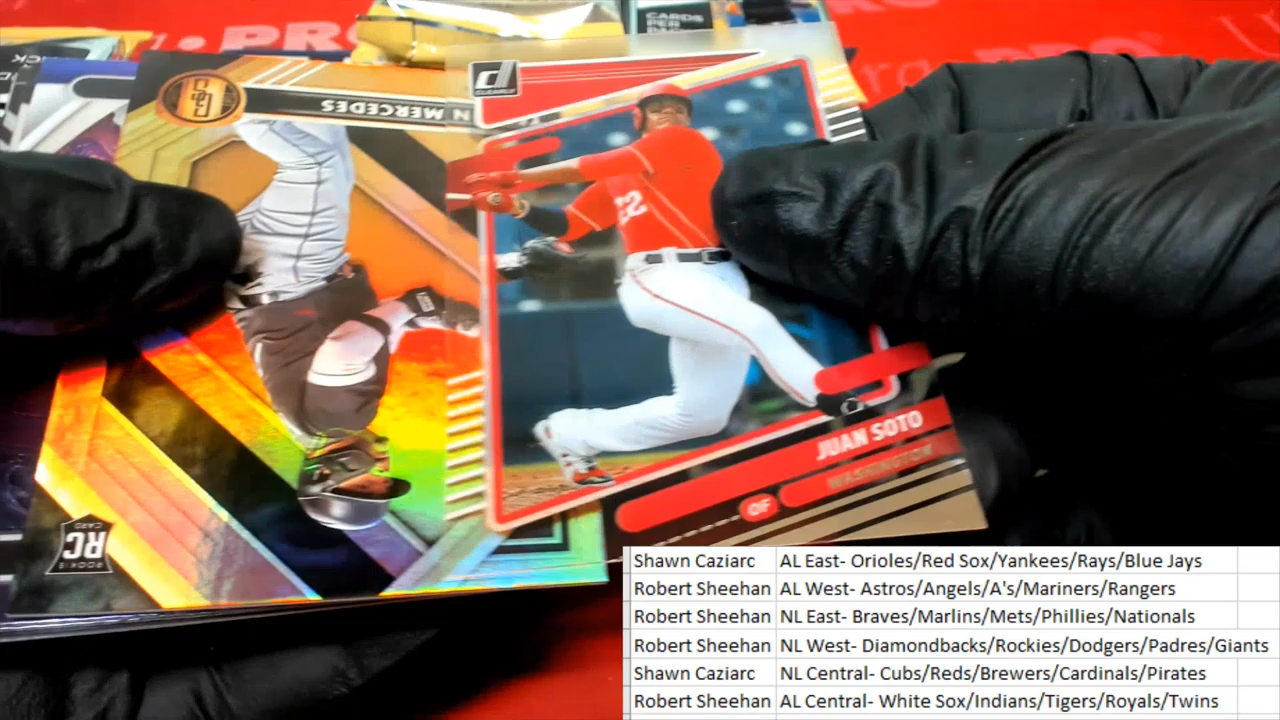 PRO
CARDS
PER
N MERCEDES
RC
ROOKIE
CARD
CLEARLY
22
JUAN SOTO
WASHINGTON
OF
Shawn Caziarc AL East- Orioles/Red Sox/Yankees/Rays/Blue Jays
Robert Sheehan AL West- Astros/Angels/A's/Mariners/Rangers
Robert Sheehan NL East- Braves/Marlins/Mets/Phillies/Nationals
Robert Sheehan NL West- Diamondbacks/Rockies/Dodgers/Padres/Giants
Shawn Caziarc NL Central- Cubs/Reds/Brewers/Cardinals/Pirates
Robert Sheehan AL Central- White Sox/Indians/Tigers/Royals/Twins